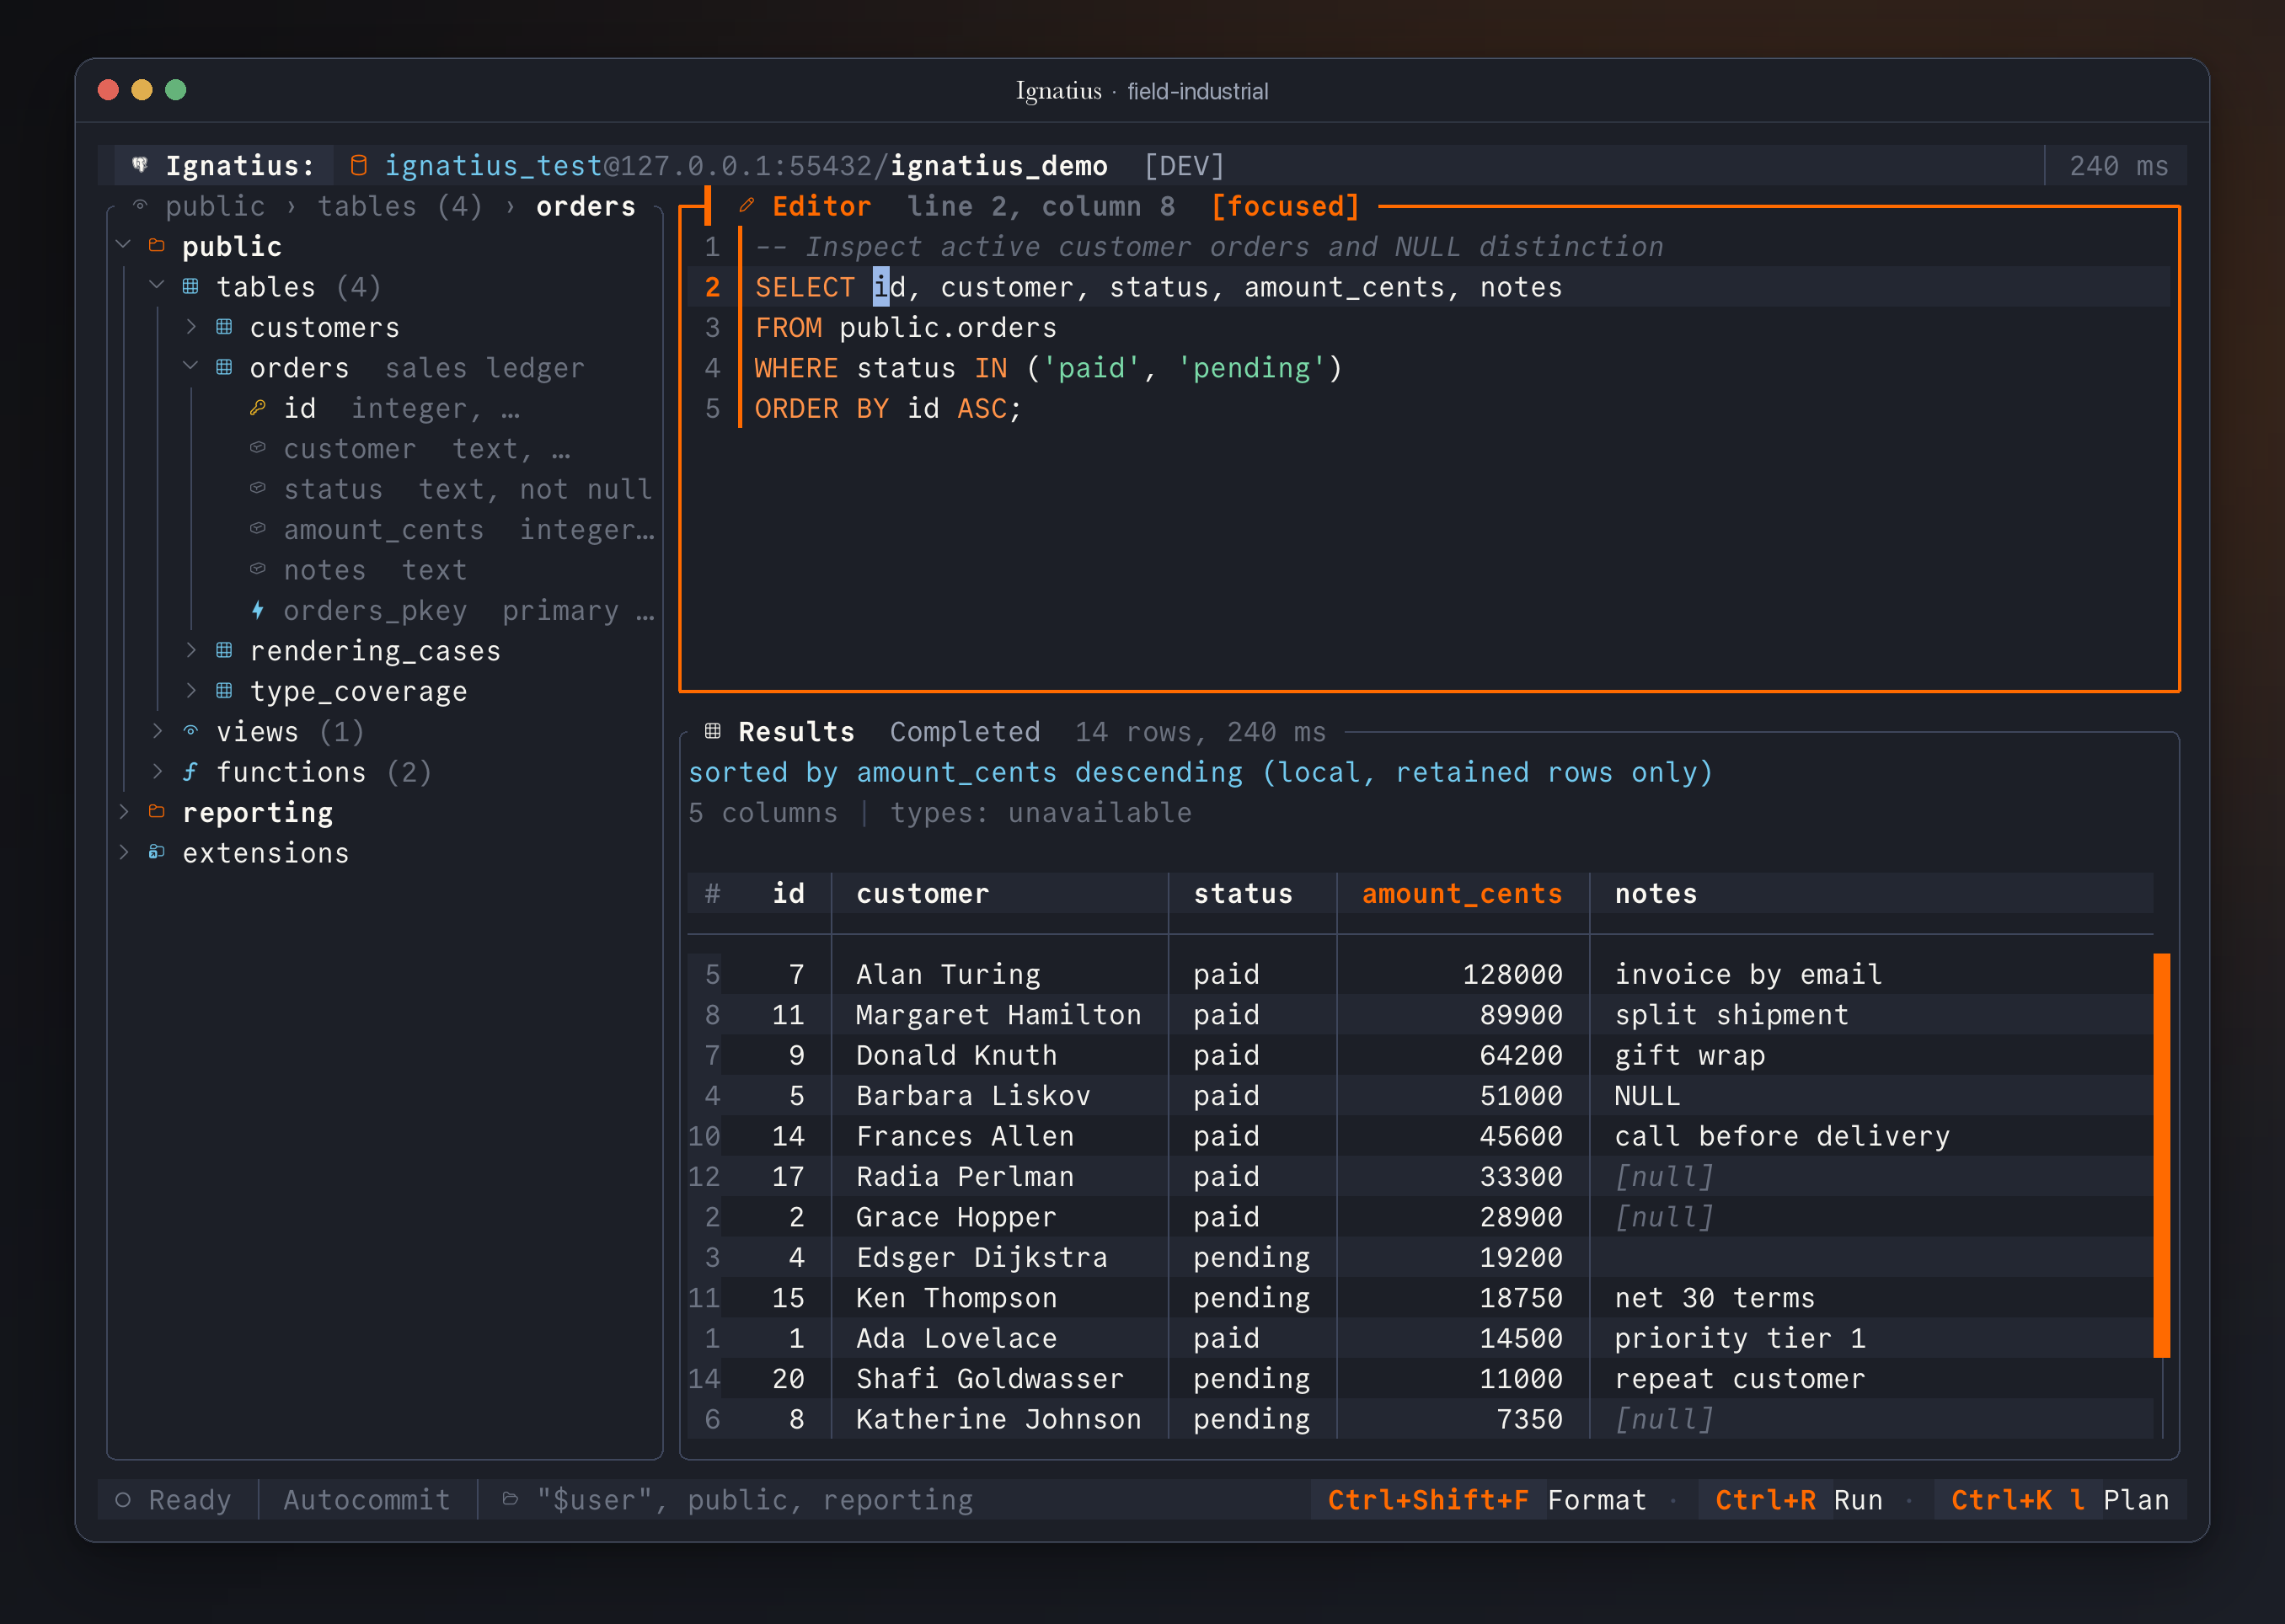 Ignatius · field-industrial
Ignatius: ignatius_test@127.0.0.1:55432/ignatius_demo [DEV] 240 ms
public › tables (4) › orders
public
tables (4)
customers
orders sales ledger
id integer, …
customer text, …
status text, not null
amount_cents integer…
notes text
orders_pkey primary …
rendering_cases
type_coverage
views (1)
functions (2)
reporting
extensions
Editor line 2, column 8 [focused]
1 -- Inspect active customer orders and NULL distinction
2 SELECT id, customer, status, amount_cents, notes
3 FROM public.orders
4 WHERE status IN ('paid', 'pending')
5 ORDER BY id ASC;
Results Completed 14 rows, 240 ms
sorted by amount_cents descending (local, retained rows only)
5 columns | types: unavailable
# id customer status amount_cents notes
5 7 Alan Turing paid 128000 invoice by email
8 11 Margaret Hamilton paid 89900 split shipment
7 9 Donald Knuth paid 64200 gift wrap
4 5 Barbara Liskov paid 51000 NULL
10 14 Frances Allen paid 45600 call before delivery
12 17 Radia Perlman paid 33300 [null]
2 2 Grace Hopper paid 28900 [null]
3 4 Edsger Dijkstra pending 19200
11 15 Ken Thompson pending 18750 net 30 terms
1 1 Ada Lovelace paid 14500 priority tier 1
14 20 Shafi Goldwasser pending 11000 repeat customer
6 8 Katherine Johnson pending 7350 [null]
Ready Autocommit "$user", public, reporting Ctrl+Shift+F Format · Ctrl+R Run · Ctrl+K l Plan